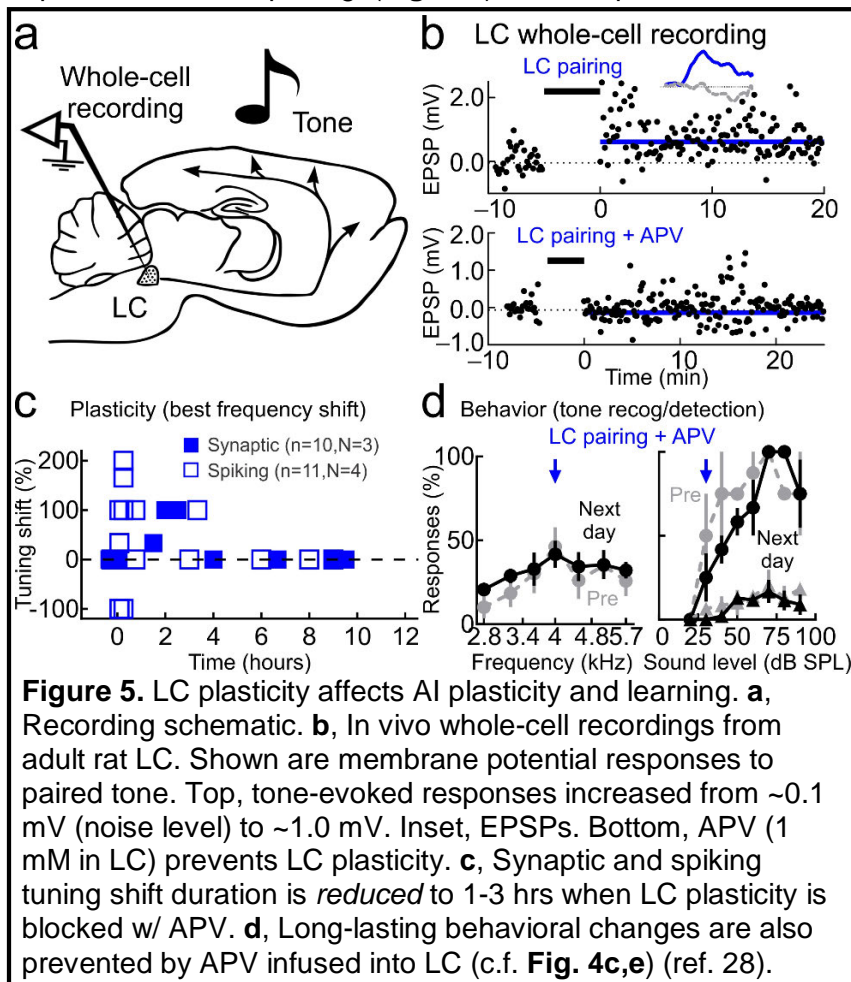 a
Whole-cell
recording
Tone
LC
b LC whole-cell recording
LC pairing
2.0
0.0
EPSP (mV)
–10 0 10 20
LC pairing + APV
2.0
1.0
0.0
-1.0
EPSP (mV)
–10 0 10 20
Time (min)
c Plasticity (best frequency shift)
Synaptic (n=10,N=3)
Spiking (n=11,N=4)
200
100
0
-100
Tuning shift (%)
0 2 4 6 8 10 12
Time (hours)
d Behavior (tone recog/detection)
LC pairing + APV
100
50
0
Responses (%)
Next
day
Pre
2.8 3.4 4 4.8 5.7
Frequency (kHz)
Pre
Next
day
0 25 50 75 100
Sound level (dB SPL)
Figure 5. LC plasticity affects AI plasticity and learning. a,
Recording schematic. b, In vivo whole-cell recordings from
adult rat LC. Shown are membrane potential responses to
paired tone. Top, tone-evoked responses increased from ~0.1
mV (noise level) to ~1.0 mV. Inset, EPSPs. Bottom, APV (1
mM in LC) prevents LC plasticity. c, Synaptic and spiking
tuning shift duration is reduced to 1-3 hrs when LC plasticity is
blocked w/ APV. d, Long-lasting behavioral changes are also
prevented by APV infused into LC (c.f. Fig. 4c,e) (ref. 28).